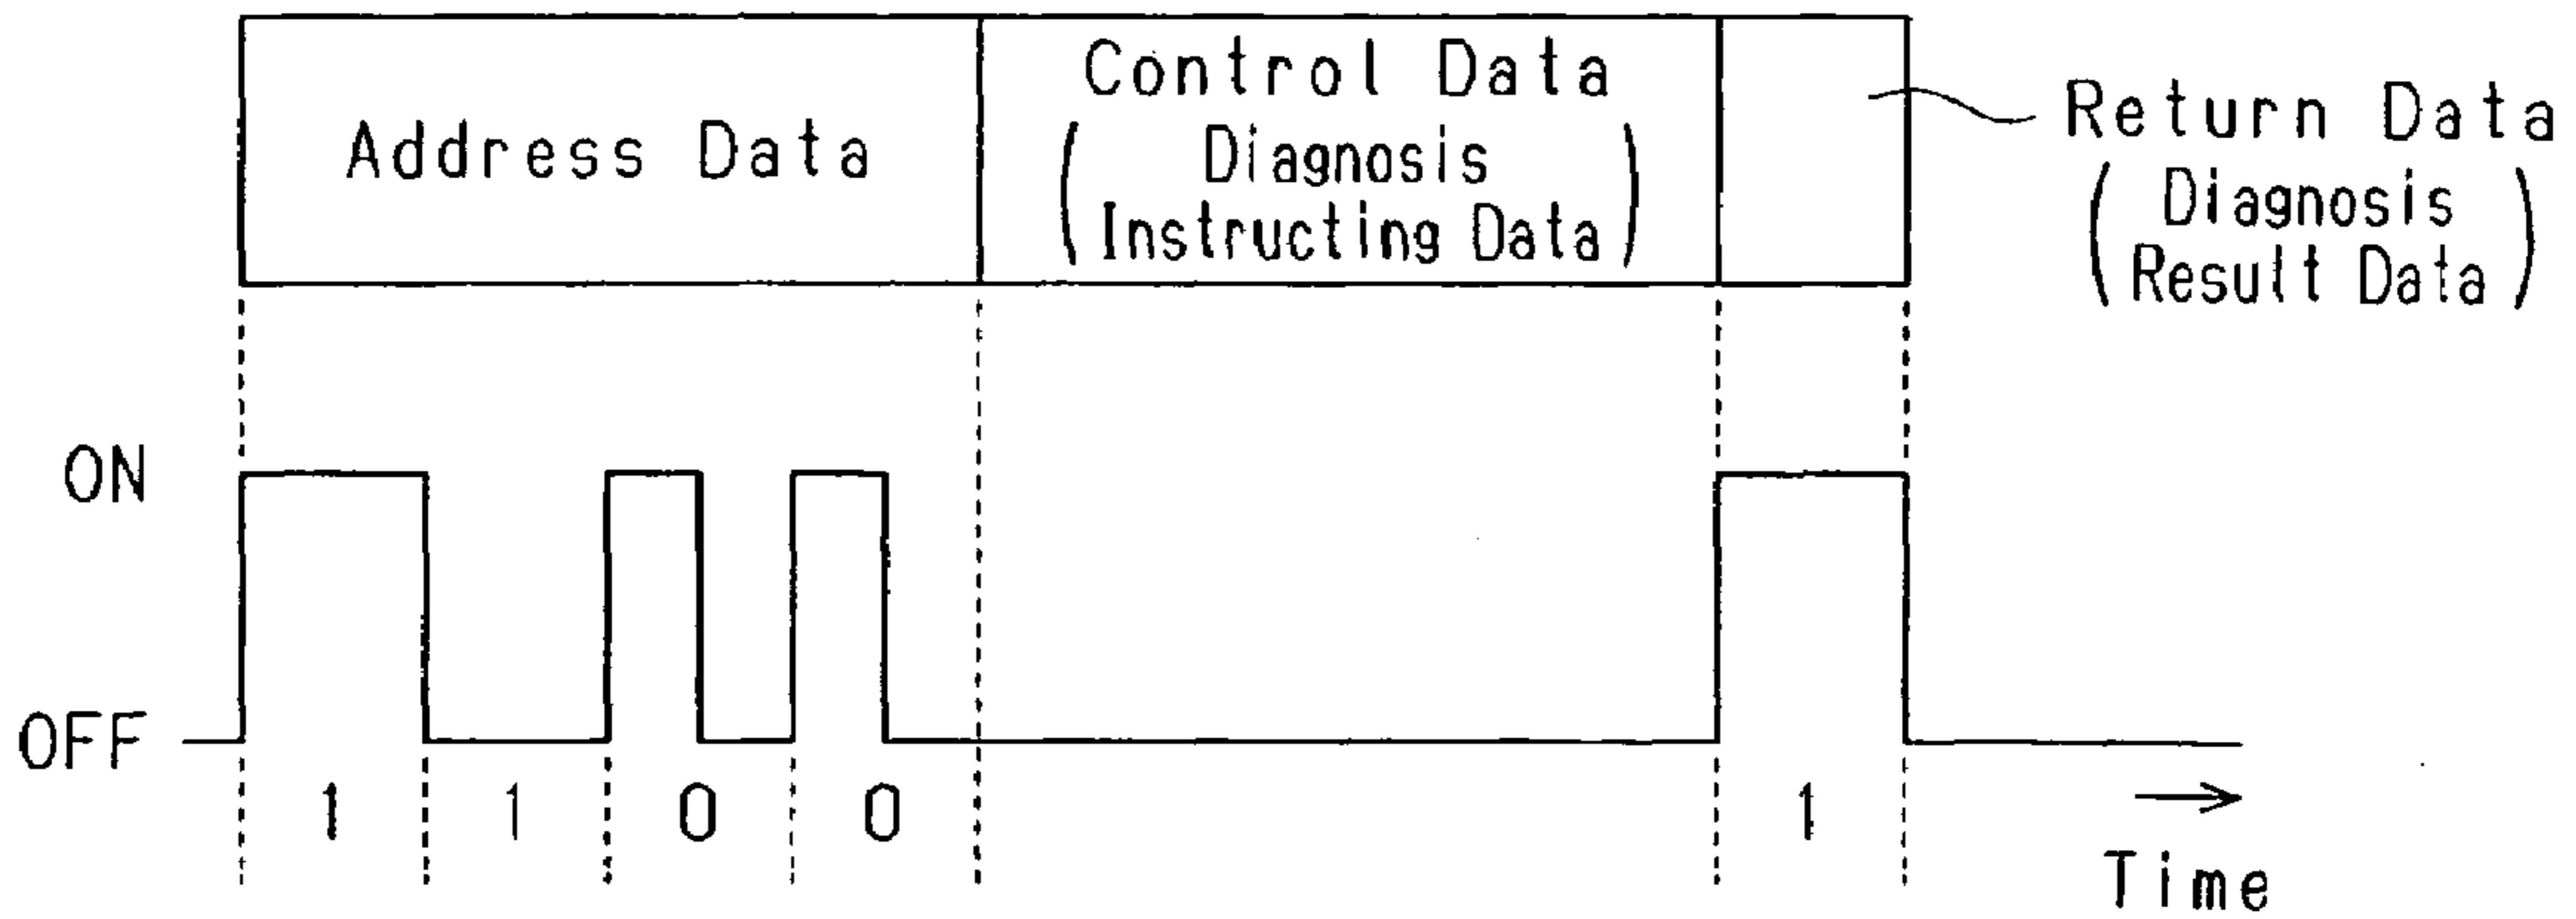 Address Data
Control Data
( Diagnosis
Instructing Data )
Return Data
( Diagnosis
Result Data )
ON
OFF
1 1 0 0 1
Time